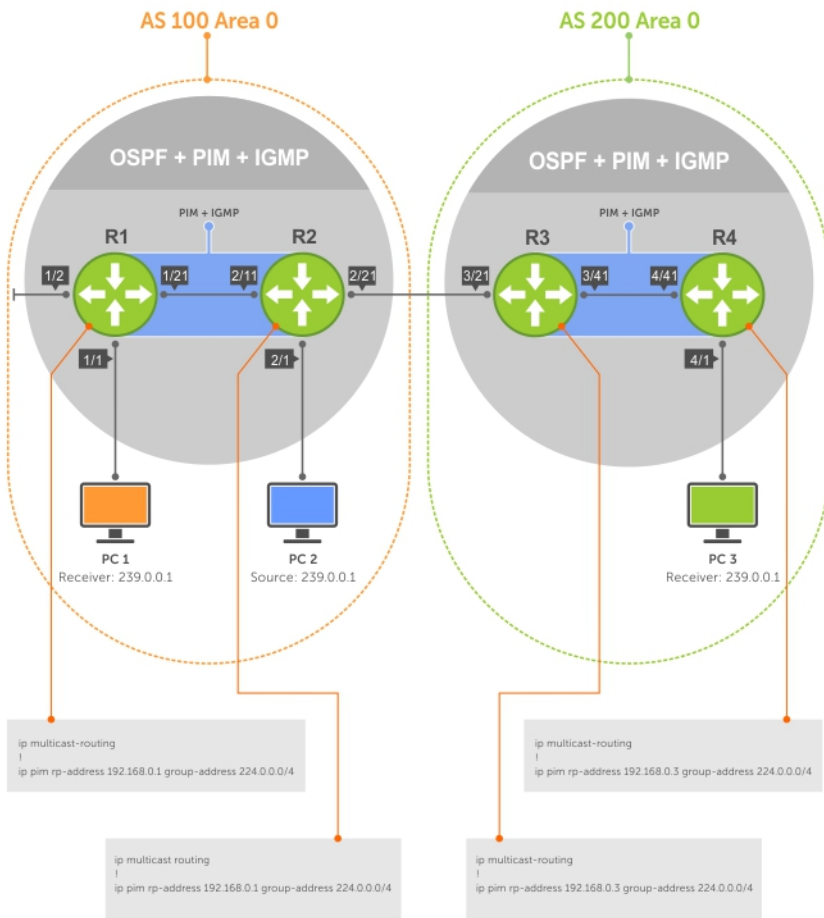 AS 100 Area 0
AS 200 Area 0
OSPF + PIM + IGMP
OSPF + PIM + IGMP
PIM + IGMP
PIM + IGMP
R1
R2
R3
R4
1/2
1/21
2/11
2/21
3/21
3/41
4/41
1/1
2/1
4/1
PC 1
Receiver: 239.0.0.1
PC 2
Source: 239.0.0.1
PC 3
Receiver: 239.0.0.1
ip multicast-routing
!
ip pim rp-address 192.168.0.1 group-address 224.0.0.0/4
ip multicast-routing
!
ip pim rp-address 192.168.0.3 group-address 224.0.0.0/4
ip multicast routing
!
ip pim rp-address 192.168.0.1 group-address 224.0.0.0/4
ip multicast-routing
!
ip pim rp-address 192.168.0.3 group-address 224.0.0.0/4